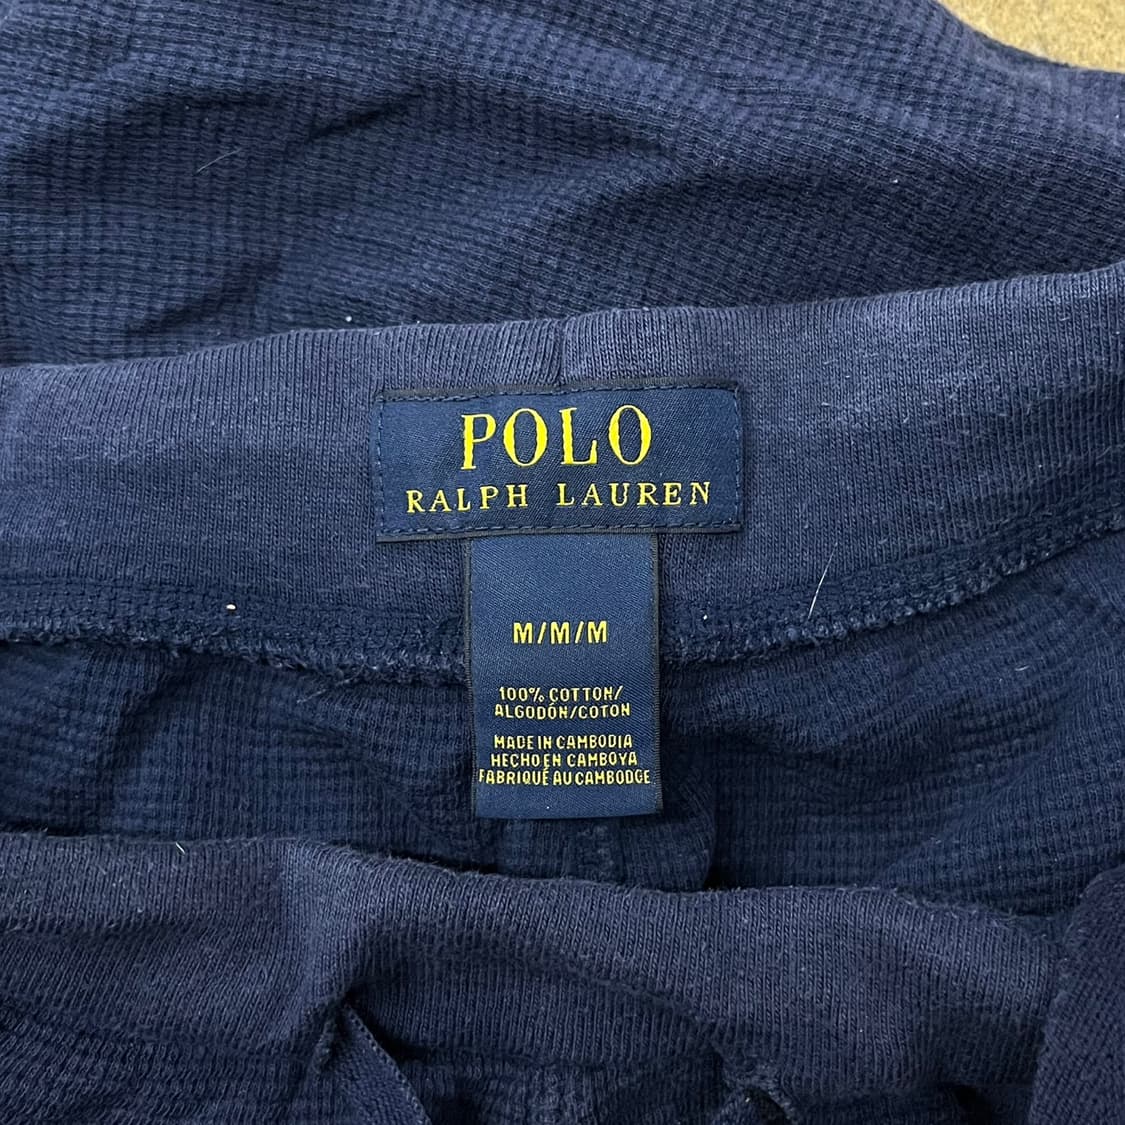 POLO
RALPH LAUREN
M/M/M
100% COTTON/
ALGODÓN/COTON
MADE IN CAMBODIA
HECHO EN CAMBOYA
FABRIQUÉ AU CAMBODGE